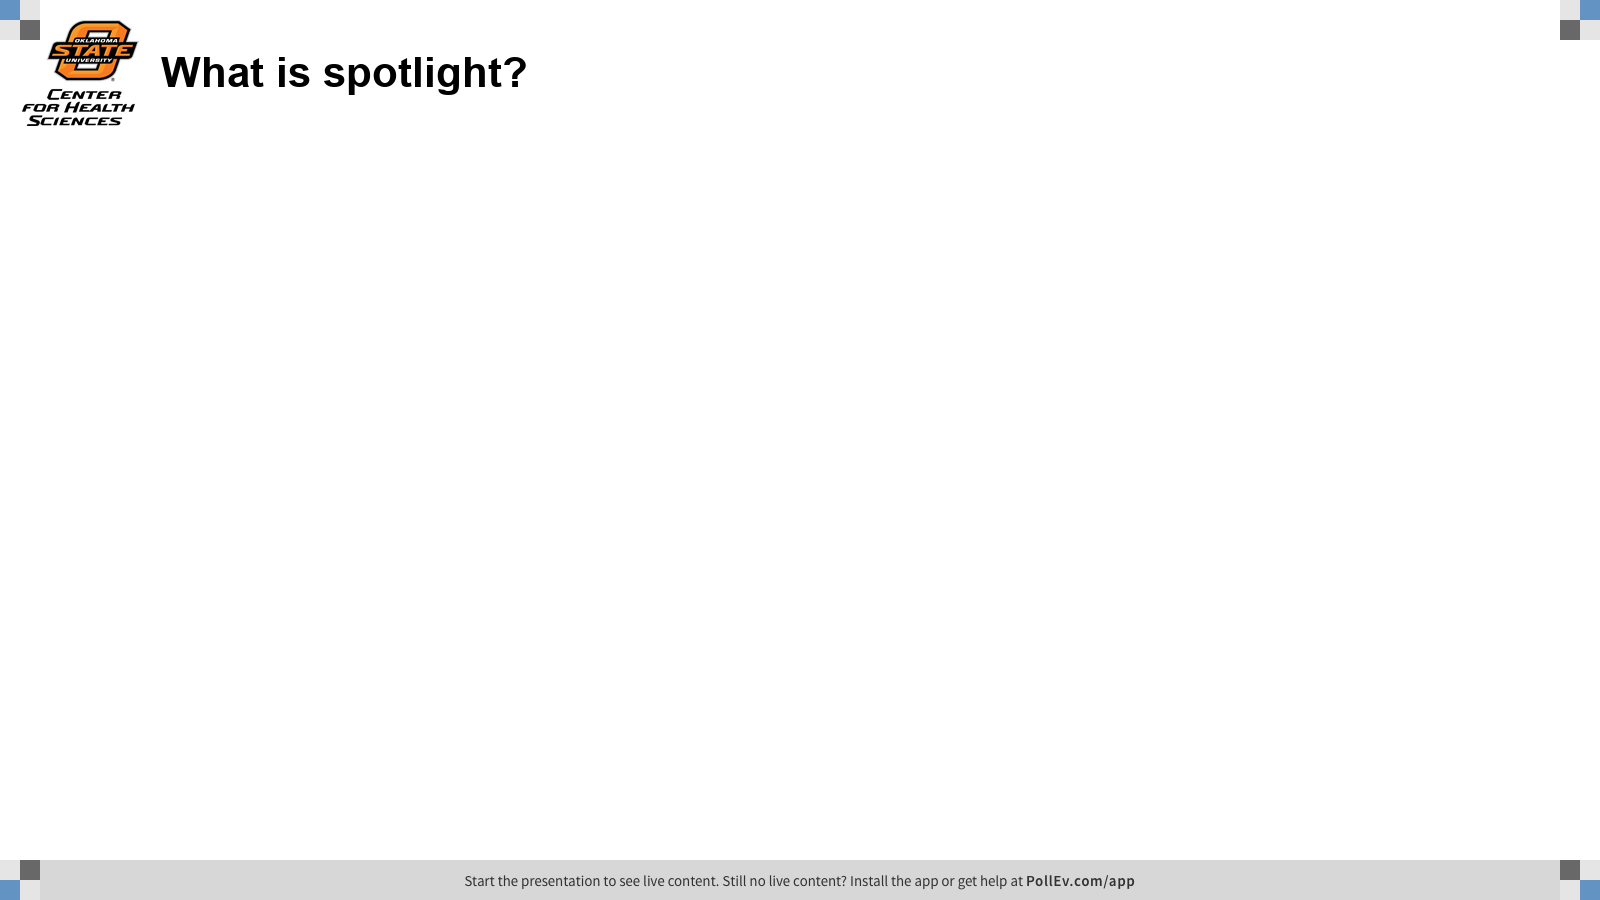 OKLAHOMA
STATE
UNIVERSITY
CENTER
FOR HEALTH
SCIENCES
What is spotlight?
Start the presentation to see live content. Still no live content? Install the app or get help at PollEv.com/app